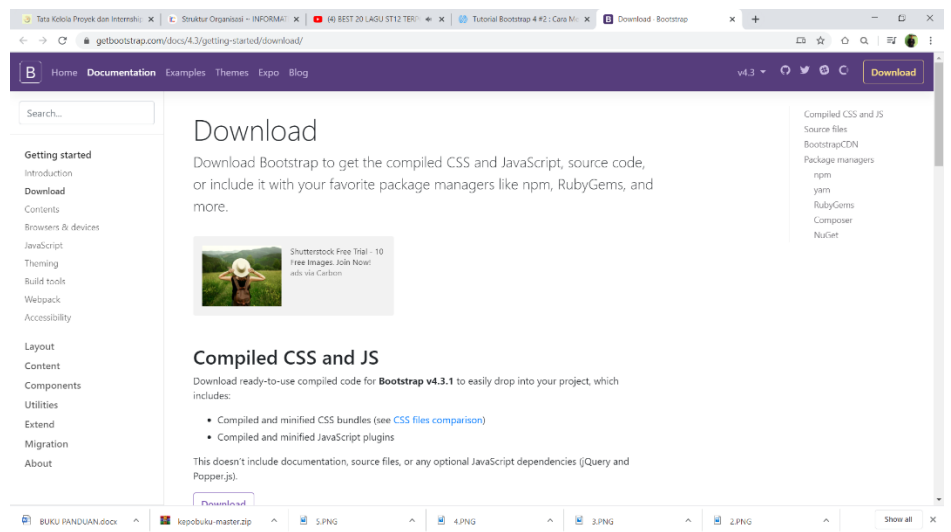 Tata Kelola Proyek dan Internship
Struktur Organisasi ~ INFORMAT
(4) BEST 20 LAGU ST12 TERP
Tutorial Bootstrap 4 #2 : Cara Me
Download · Bootstrap
getbootstrap.com/docs/4.3/getting-started/download/
B
Home Documentation Examples Themes Expo Blog
v4.3
Download
Search...
Getting started
Introduction
Download
Contents
Browsers & devices
JavaScript
Theming
Build tools
Webpack
Accessibility
Layout
Content
Components
Utilities
Extend
Migration
About
Download
Download Bootstrap to get the compiled CSS and JavaScript, source code,
or include it with your favorite package managers like npm, RubyGems, and
more.
Shutterstock Free Trial - 10
Free Images. Join Now!
ads via Carbon
Compiled CSS and JS
Download ready-to-use compiled code for Bootstrap v4.3.1 to easily drop into your project, which
includes:
• Compiled and minified CSS bundles (see CSS files comparison)
• Compiled and minified JavaScript plugins
This doesn't include documentation, source files, or any optional JavaScript dependencies (jQuery and
Popper.js).
Download
Compiled CSS and JS
Source files
BootstrapCDN
Package managers
npm
yarn
RubyGems
Composer
NuGet
BUKU PANDUAN.docx
kepobuku-master.zip
5.PNG
4.PNG
3.PNG
2.PNG
Show all